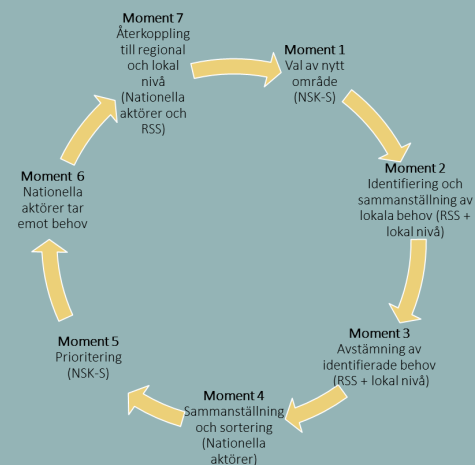 Moment 7
Återkoppling
till regional
och lokal
nivå
(Nationella
aktörer och
RSS)
Moment 1
Val av nytt
område
(NSK-S)
Moment 2
Identifiering och
sammanställning av
lokala behov (RSS +
lokal nivå)
Moment 3
Avstämning av
identifierade behov
(RSS + lokal nivå)
Moment 4
Sammanställning
och sortering
(Nationella
aktörer)
Moment 5
Prioritering
(NSK-S)
Moment 6
Nationella
aktörer tar
emot behov